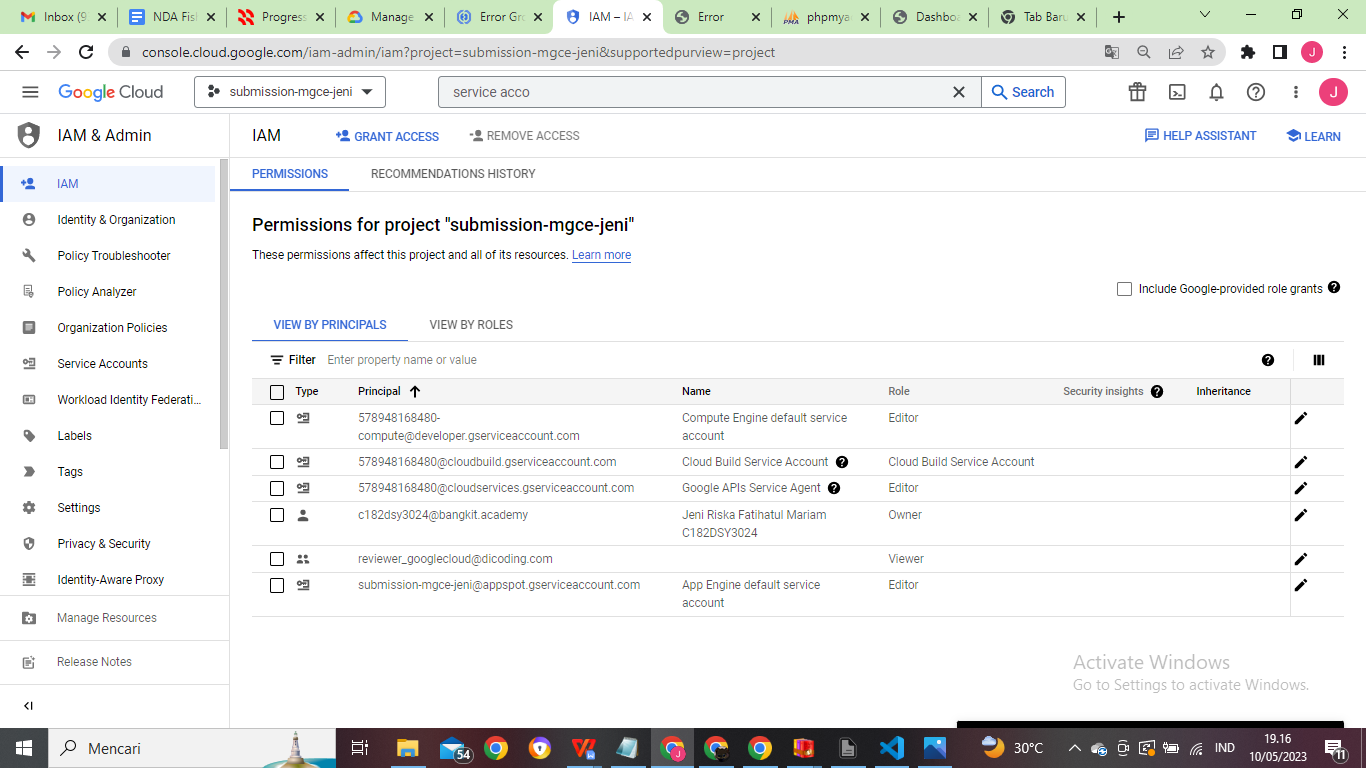 Inbox (9
NDA Fis
Progress
Manage
Error Gro
IAM – IA
Error
phpmya
Dashboa
Tab Baru
console.cloud.google.com/iam-admin/iam?project=submission-mgce-jeni&supportedpurview=project
J
Google Cloud
submission-mgce-jeni
service acco
Search
J
IAM & Admin
IAM
GRANT ACCESS
REMOVE ACCESS
HELP ASSISTANT
LEARN
PERMISSIONS
RECOMMENDATIONS HISTORY
IAM
Identity & Organization
Policy Troubleshooter
Policy Analyzer
Organization Policies
Service Accounts
Workload Identity Federati...
Labels
Tags
Settings
Privacy & Security
Identity-Aware Proxy
Manage Resources
Release Notes
Permissions for project "submission-mgce-jeni"
These permissions affect this project and all of its resources. Learn more
Include Google-provided role grants
VIEW BY PRINCIPALS
VIEW BY ROLES
Filter Enter property name or value
Type Principal Name Role Security insights Inheritance
578948168480-
compute@developer.gserviceaccount.com
Compute Engine default service
account
Editor
578948168480@cloudbuild.gserviceaccount.com Cloud Build Service Account Cloud Build Service Account
578948168480@cloudservices.gserviceaccount.com Google APIs Service Agent Editor
c182dsy3024@bangkit.academy
Jeni Riska Fatihatul Mariam
C182DSY3024
Owner
reviewer_googlecloud@dicoding.com Viewer
submission-mgce-jeni@appspot.gserviceaccount.com
App Engine default service
account
Editor
Activate Windows
Go to Settings to activate Windows.
Mencari
54
J
30°C
IND
19.16
10/05/2023
11